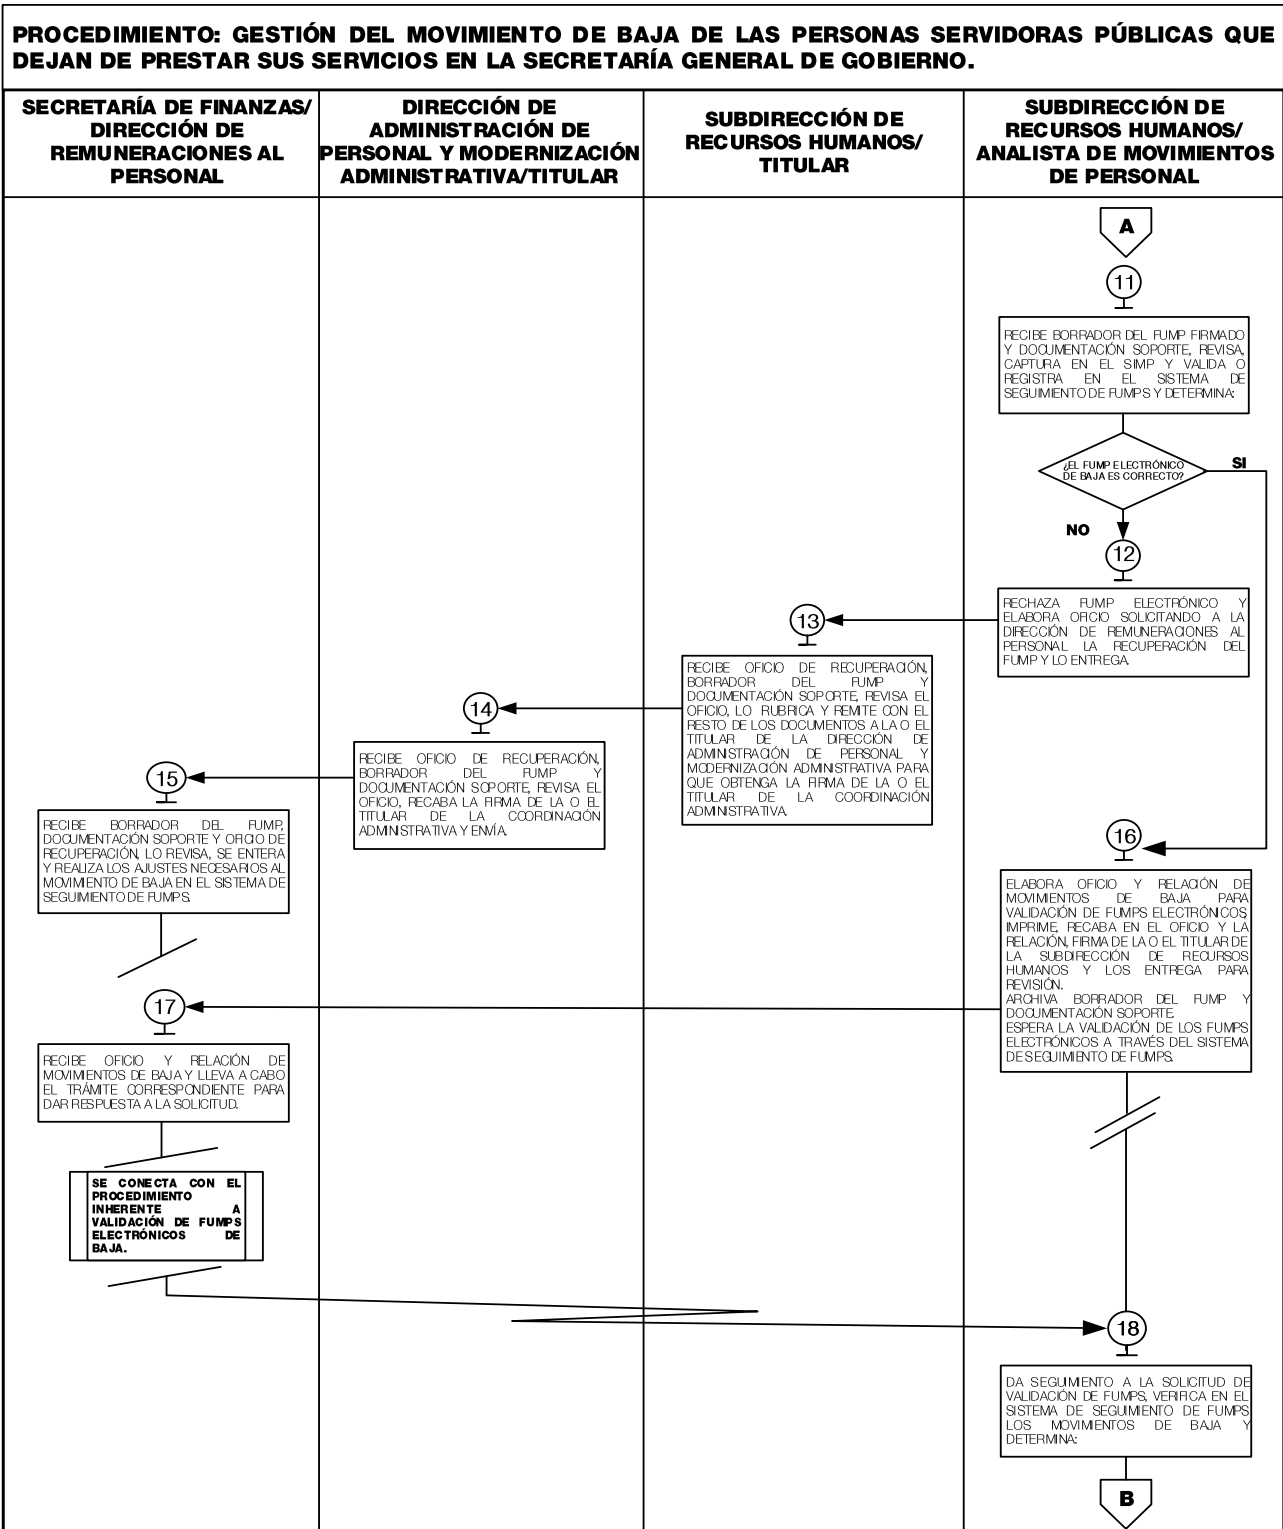 PROCEDIMIENTO: GESTIÓN DEL MOVIMIENTO DE BAJA DE LAS PERSONAS SERVIDORAS PÚBLICAS QUE
DEJAN DE PRESTAR SUS SERVICIOS EN LA SECRETARÍA GENERAL DE GOBIERNO.
SECRETARÍA DE FINANZAS/
DIRECCIÓN DE
REMUNERACIONES AL
PERSONAL
DIRECCIÓN DE
ADMINISTRACIÓN DE
PERSONAL Y MODERNIZACIÓN
ADMINISTRATIVA/TITULAR
SUBDIRECCIÓN DE
RECURSOS HUMANOS/
TITULAR
SUBDIRECCIÓN DE
RECURSOS HUMANOS/
ANALISTA DE MOVIMIENTOS
DE PERSONAL
A
11
RECIBE BORRADOR DEL FUMP FIRMADO
Y DOCUMENTACIÓN SOPORTE, REVISA,
CAPTURA EN EL SIMP Y VALIDA O
REGISTRA EN EL SISTEMA DE
SEGUIMIENTO DE FUMPS Y DETERMINA:
¿EL FUMP ELECTRÓNICO
DE BAJA ES CORRECTO?
SI
NO
12
RECHAZA FUMP ELECTRÓNICO Y
ELABORA OFICIO SOLICITANDO A LA
DIRECCIÓN DE REMUNERACIONES AL
PERSONAL LA RECUPERACIÓN DEL
FUMP Y LO ENTREGA.
13
RECIBE OFICIO DE RECUPERACIÓN,
BORRADOR DEL FUMP Y
DOCUMENTACIÓN SOPORTE, REVISA EL
OFICIO, LO RUBRICA Y REMITE CON EL
RESTO DE LOS DOCUMENTOS A LA O EL
TITULAR DE LA DIRECCIÓN DE
ADMINISTRACIÓN DE PERSONAL Y
MODERNIZACIÓN ADMINISTRATIVA PARA
QUE OBTENGA LA FIRMA DE LA O EL
TITULAR DE LA COORDINACIÓN
ADMINISTRATIVA.
14
RECIBE OFICIO DE RECUPERACIÓN,
BORRADOR DEL FUMP Y
DOCUMENTACIÓN SOPORTE, REVISA EL
OFICIO, RECABA LA FIRMA DE LA O EL
TITULAR DE LA COORDINACIÓN
ADMINISTRATIVA Y ENVÍA.
15
RECIBE BORRADOR DEL FUMP,
DOCUMENTACIÓN SOPORTE Y OFICIO DE
RECUPERACIÓN, LO REVISA, SE ENTERA
Y REALIZA LOS AJUSTES NECESARIOS AL
MOVIMIENTO DE BAJA EN EL SISTEMA DE
SEGUIMIENTO DE FUMPS.
16
ELABORA OFICIO Y RELACIÓN DE
MOVIMIENTOS DE BAJA PARA
VALIDACIÓN DE FUMPS ELECTRÓNICOS,
IMPRIME, RECABA EN EL OFICIO Y LA
RELACIÓN, FIRMA DE LA O EL TITULAR DE
LA SUBDIRECCIÓN DE RECURSOS
HUMANOS Y LOS ENTREGA PARA
REVISIÓN.
ARCHIVA BORRADOR DEL FUMP Y
DOCUMENTACIÓN SOPORTE.
ESPERA LA VALIDACIÓN DE LOS FUMPS
ELECTRÓNICOS A TRAVÉS DEL SISTEMA
DE SEGUIMIENTO DE FUMPS.
17
RECIBE OFICIO Y RELACIÓN DE
MOVIMIENTOS DE BAJA Y LLEVA A CABO
EL TRÁMITE CORRESPONDIENTE PARA
DAR RESPUESTA A LA SOLICITUD.
SE CONECTA CON EL
PROCEDIMIENTO
INHERENTE A
VALIDACIÓN DE FUMPS
ELECTRÓNICOS DE
BAJA.
18
DA SEGUIMIENTO A LA SOLICITUD DE
VALIDACIÓN DE FUMPS, VERIFICA EN EL
SISTEMA DE SEGUIMIENTO DE FUMPS
LOS MOVIMIENTOS DE BAJA Y
DETERMINA:
B